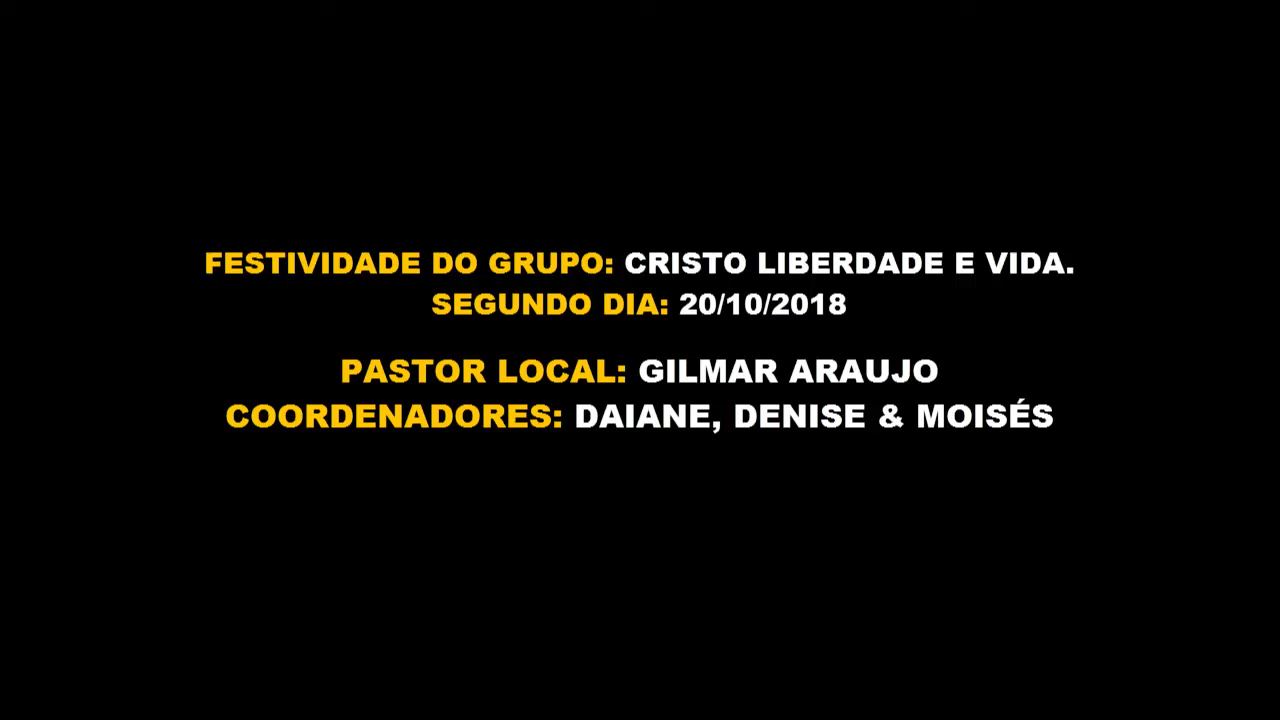 FESTIVIDADE DO GRUPO: CRISTO LIBERDADE E VIDA.
SEGUNDO DIA: 20/10/2018
PASTOR LOCAL: GILMAR ARAUJO
COORDENADORES: DAIANE, DENISE & MOISÉS